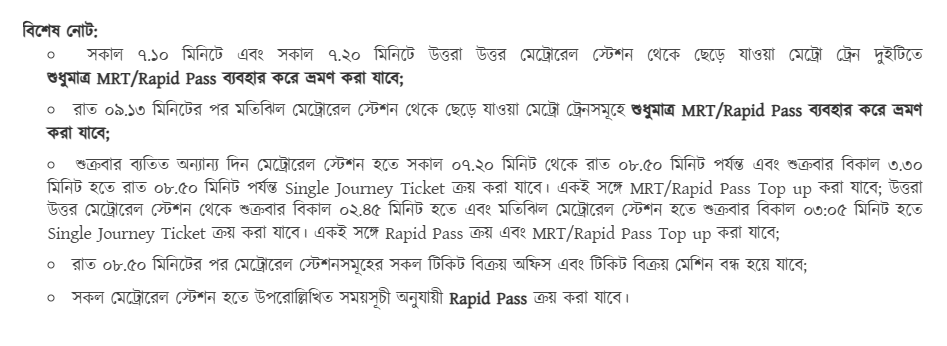 বিশেষ নোট:
○ সকাল ৭.১০ মিনিটে এবং সকাল ৭.২০ মিনিটে উত্তরা উত্তর মেট্রোরেল স্টেশন থেকে ছেড়ে যাওয়া মেট্রো ট্রেন দুইটিতে
শুধুমাত্র MRT/Rapid Pass ব্যবহার করে ভ্রমণ করা যাবে;
○ রাত ০৯.১৩ মিনিটের পর মতিঝিল মেট্রোরেল স্টেশন থেকে ছেড়ে যাওয়া মেট্রো ট্রেনসমূহে শুধুমাত্র MRT/Rapid Pass ব্যবহার করে ভ্রমণ
করা যাবে;
○ শুক্রবার ব্যতিত অন্যান্য দিন মেট্রোরেল স্টেশন হতে সকাল ০৭.২০ মিনিট থেকে রাত ০৮.৫০ মিনিট পর্যন্ত এবং শুক্রবার বিকাল ৩.৩০
মিনিট হতে রাত ০৮.৫০ মিনিট পর্যন্ত Single Journey Ticket ক্রয় করা যাবে। একই সঙ্গে MRT/Rapid Pass Top up করা যাবে; উত্তরা
উত্তর মেট্রোরেল স্টেশন থেকে শুক্রবার বিকাল ০২.৪৫ মিনিট হতে এবং মতিঝিল মেট্রোরেল স্টেশন হতে শুক্রবার বিকাল ০৩:০৫ মিনিট হতে
Single Journey Ticket ক্রয় করা যাবে। একই সঙ্গে Rapid Pass ক্রয় এবং MRT/Rapid Pass Top up করা যাবে;
○ রাত ০৮.৫০ মিনিটের পর মেট্রোরেল স্টেশনসমূহের সকল টিকিট বিক্রয় অফিস এবং টিকিট বিক্রয় মেশিন বন্ধ হয়ে যাবে;
○ সকল মেট্রোরেল স্টেশন হতে উপরোল্লিখিত সময়সূচী অনুযায়ী Rapid Pass ক্রয় করা যাবে।